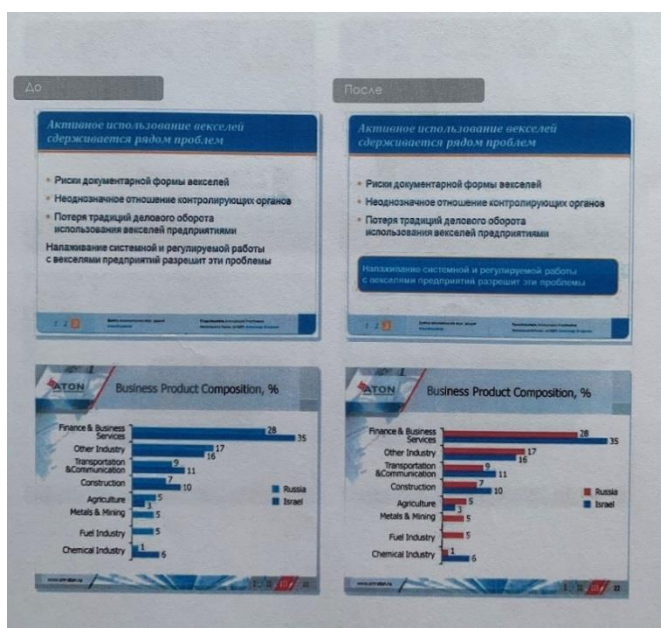 До
Активное использование векселей
сдерживается рядом проблем
Риски документарной формы векселей
Неоднозначное отношение контролирующих органов
Потеря традиций делового оборота
использования векселей предприятиями
Налаживание системной и регулируемой работы
с векселями предприятий разрешит эти проблемы
1 2 3
После
Активное использование векселей
сдерживается рядом проблем
Риски документарной формы векселей
Неоднозначное отношение контролирующих органов
Потеря традиций делового оборота
использования векселей предприятиями
Налаживание системной и регулируемой работы
с векселями предприятий разрешит эти проблемы
1 2 3
ATON
Business Product Composition, %
Finance & Business
Services
28
35
Other Industry
17
16
Transportation
&Communication
9
11
Construction
7
10
Agriculture
5
3
Metals & Mining
5
Fuel Industry
5
Chemical Industry
1
6
Russia
Israel
ATON
Business Product Composition, %
Finance & Business
Services
28
35
Other Industry
17
16
Transportation
&Communication
9
11
Construction
7
10
Agriculture
5
3
Metals & Mining
5
Fuel Industry
5
Chemical Industry
1
6
Russia
Israel